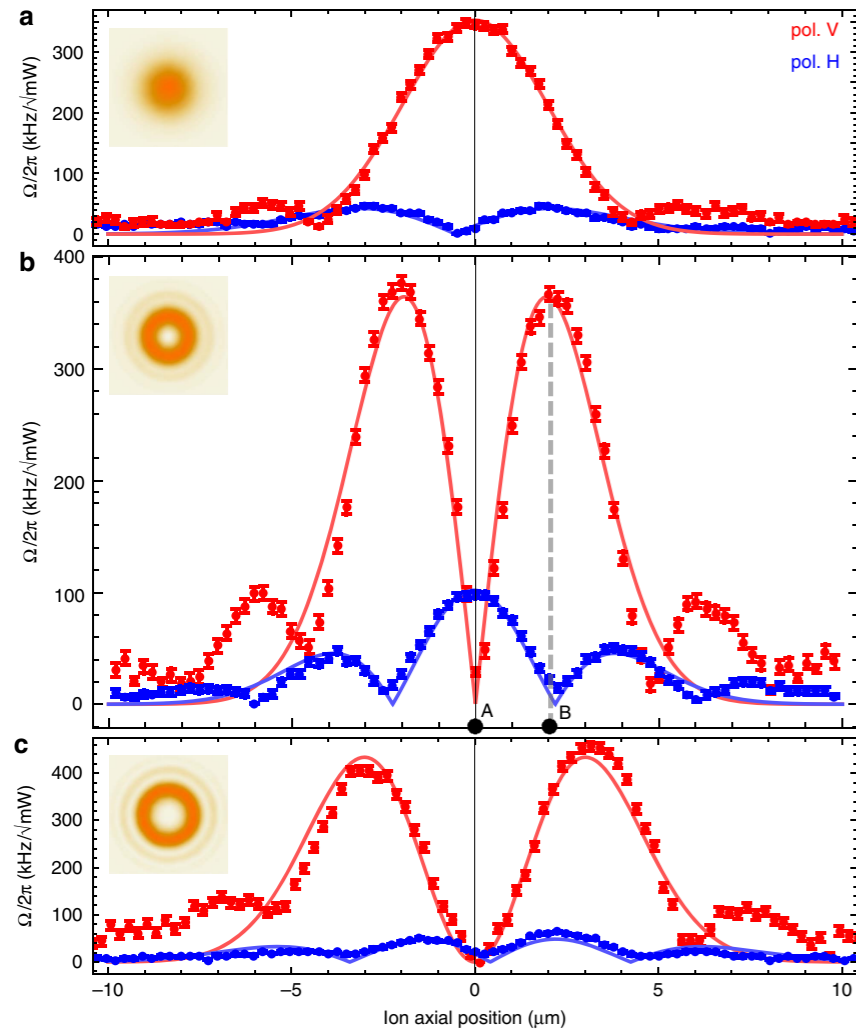 a
pol. V
pol. H
300
200
100
0
Ω/2π (kHz/√mW)
b
400
300
200
100
0
Ω/2π (kHz/√mW)
A
B
c
400
300
200
100
0
Ω/2π (kHz/√mW)
−10
−5
0
5
10
Ion axial position (μm)